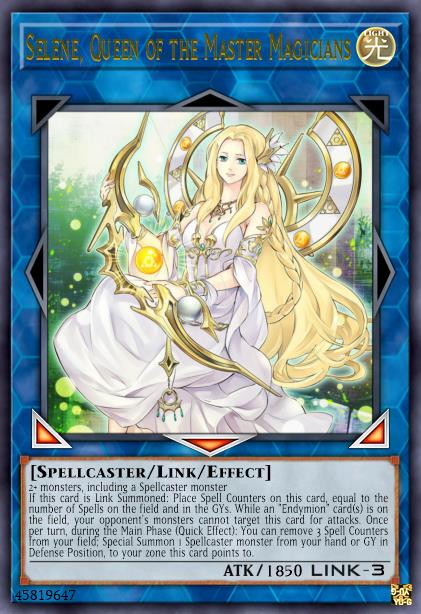 Selene, Queen of the Master Magicians
LIGHT
光
[Spellcaster/Link/Effect]
2+ monsters, including a Spellcaster monster
If this card is Link Summoned: Place Spell Counters on this card, equal to the
number of Spells on the field and in the GYs. While an "Endymion" card(s) is on
the field, your opponent's monsters cannot target this card for attacks. Once
per turn, during the Main Phase (Quick Effect): You can remove 3 Spell Counters
from your field; Special Summon 1 Spellcaster monster from your hand or GY in
Defense Position, to your zone this card points to.
ATK/1850 LINK-3
45819647